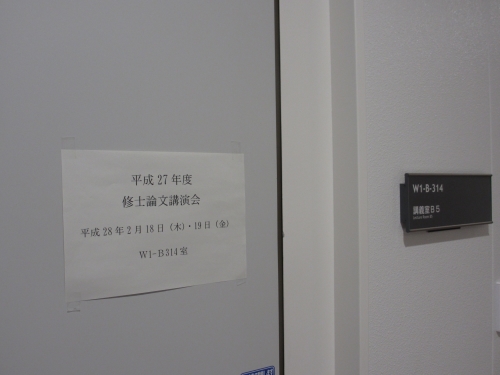 平成27年度
修士論文講演会
平成28年2月18日（木）・19日（金）
W1-B314室
W1-B-314
講義室B5